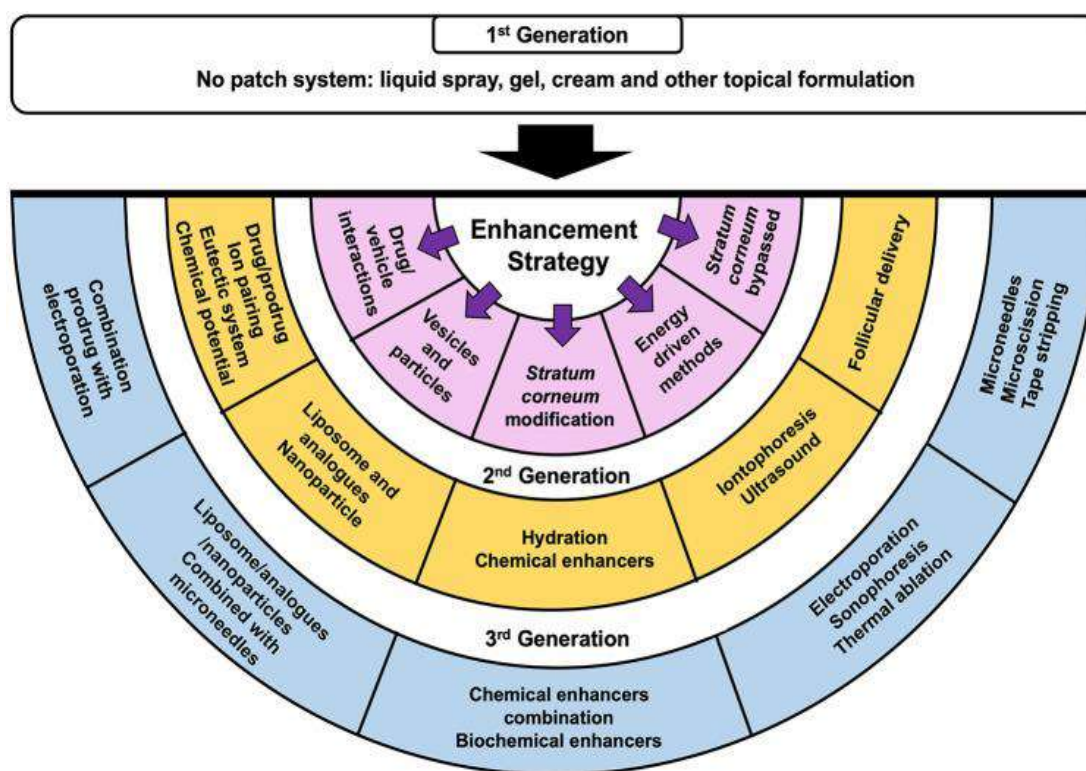 1st Generation
No patch system: liquid spray, gel, cream and other topical formulation
Enhancement
Strategy
Drug/
vehicle
interactions
Vesicles
and
particles
Stratum
corneum
modification
Energy
driven
methods
Stratum
corneum
bypassed
2nd Generation
Drug/prodrug
Ion pairing
Eutectic system
Chemical potential
Liposome and
analogues
Nanoparticle
Hydration
Chemical enhancers
Iontophoresis
Ultrasound
Follicular delivery
3rd Generation
Combination
prodrug with
electroporation
Liposome/analogues
/nanoparticles
Combined with
microneedles
Chemical enhancers
combination
Biochemical enhancers
Electroporation
Sonophoresis
Thermal ablation
Microneedles
Microscission
Tape stripping